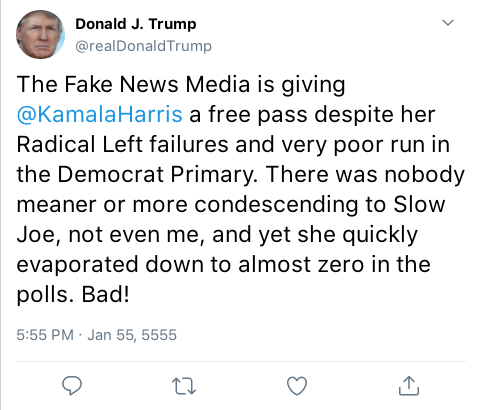 Donald J. Trump
@realDonaldTrump
The Fake News Media is giving
@KamalaHarris a free pass despite her
Radical Left failures and very poor run in
the Democrat Primary. There was nobody
meaner or more condescending to Slow
Joe, not even me, and yet she quickly
evaporated down to almost zero in the
polls. Bad!
5:55 PM · Jan 55, 5555